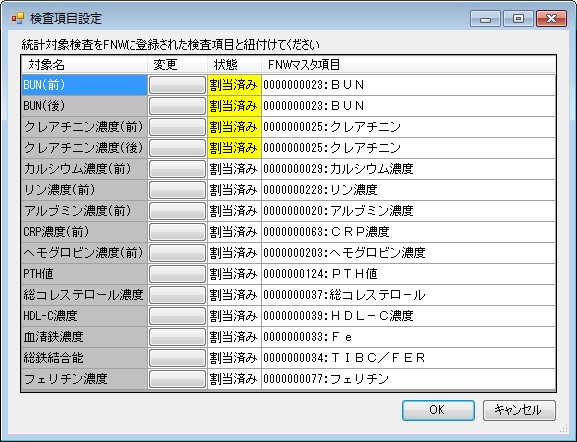 検査項目設定
統計対象検査をFNWに登録された検査項目と紐付けてください
対象名 変更 状態 FNWマスタ項目
BUN(前) 割当済み 0000000023:ＢＵＮ
BUN(後) 割当済み 0000000023:ＢＵＮ
クレアチニン濃度(前) 割当済み 0000000025:クレアチニン
クレアチニン濃度(後) 割当済み 0000000025:クレアチニン
カルシウム濃度(前) 割当済み 0000000029:カルシウム濃度
リン濃度(前) 割当済み 0000000228:リン濃度
アルブミン濃度(前) 割当済み 0000000020:アルブミン濃度
CRP濃度(前) 割当済み 0000000063:ＣＲＰ濃度
ヘモグロビン濃度(前) 割当済み 0000000203:ヘモグロビン濃度
PTH値 割当済み 0000000124:ＰＴＨ値
総コレステロール濃度 割当済み 0000000037:総コレステロ－ル
HDL-C濃度 割当済み 0000000039:ＨＤＬ－Ｃ濃度
血清鉄濃度 割当済み 0000000033:Ｆｅ
総鉄結合能 割当済み 0000000034:ＴＩＢＣ／ＦＥＲ
フェリチン濃度 割当済み 0000000077:フェリチン
OK キャンセル